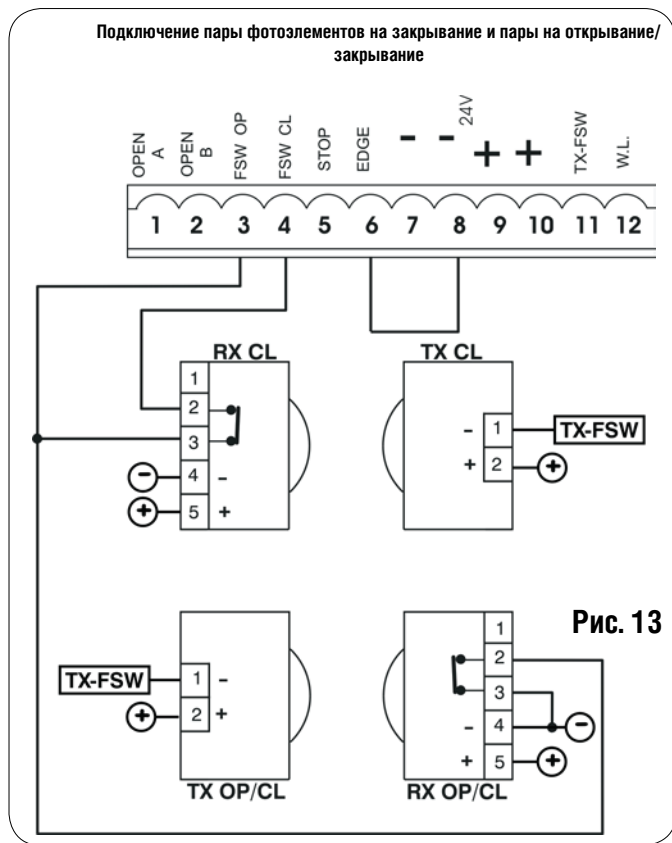 Подключение пары фотоэлементов на закрывание и пары на открывание/
закрывание
OPEN A
OPEN B
FSW OP
FSW CL
STOP
EDGE
-
-
24V
+
+
TX-FSW
W.L.
1 2 3 4 5 6 7 8 9 10 11 12
RX CL
1
2
3
4 -
5 +
-
+
TX CL
- 1 TX-FSW
+ 2 +
Рис. 13
TX-FSW 1 -
+ 2 +
TX OP/CL
1
2
3
- 4 -
+ 5 +
RX OP/CL